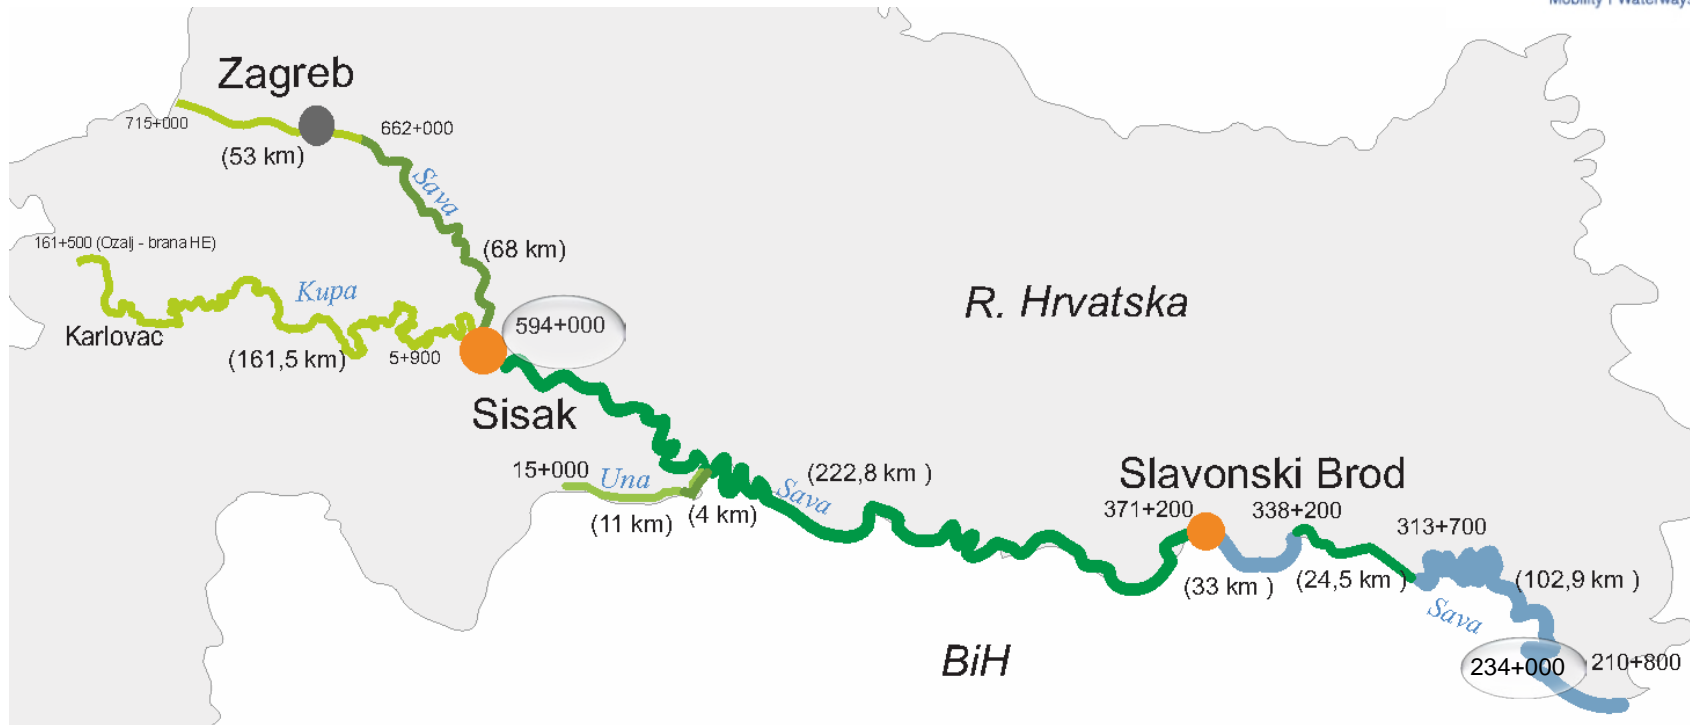 Mobility | Waterways
Zagreb
715+000
662+000
(53 km)
Sava
161+500 (Ozalj - brana HE)
(68 km)
Kupa
R. Hrvatska
594+000
Karlovac
(161,5 km)
5+900
Sisak
15+000
Una
(222,8 km )
Sava
Slavonski Brod
(11 km)
(4 km)
371+200
338+200
313+700
(33 km )
(24,5 km )
(102,9 km )
Sava
BiH
234+000
210+800